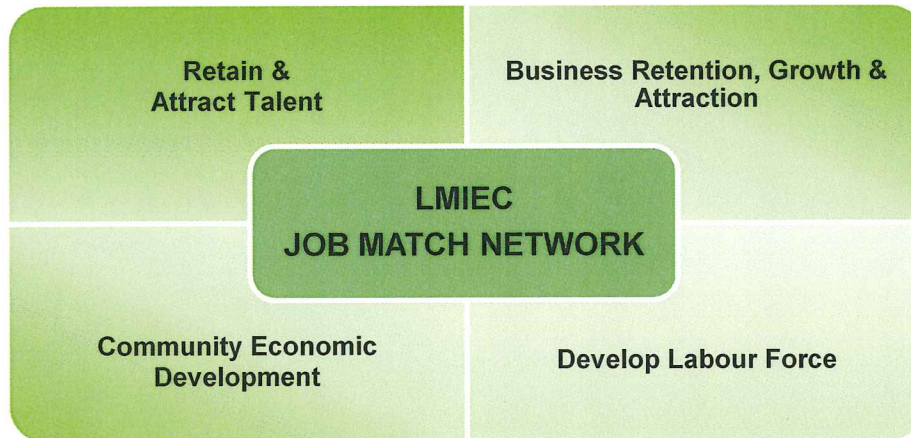 Retain &
Attract Talent
Business Retention, Growth &
Attraction
LMIEC
JOB MATCH NETWORK
Community Economic
Development
Develop Labour Force